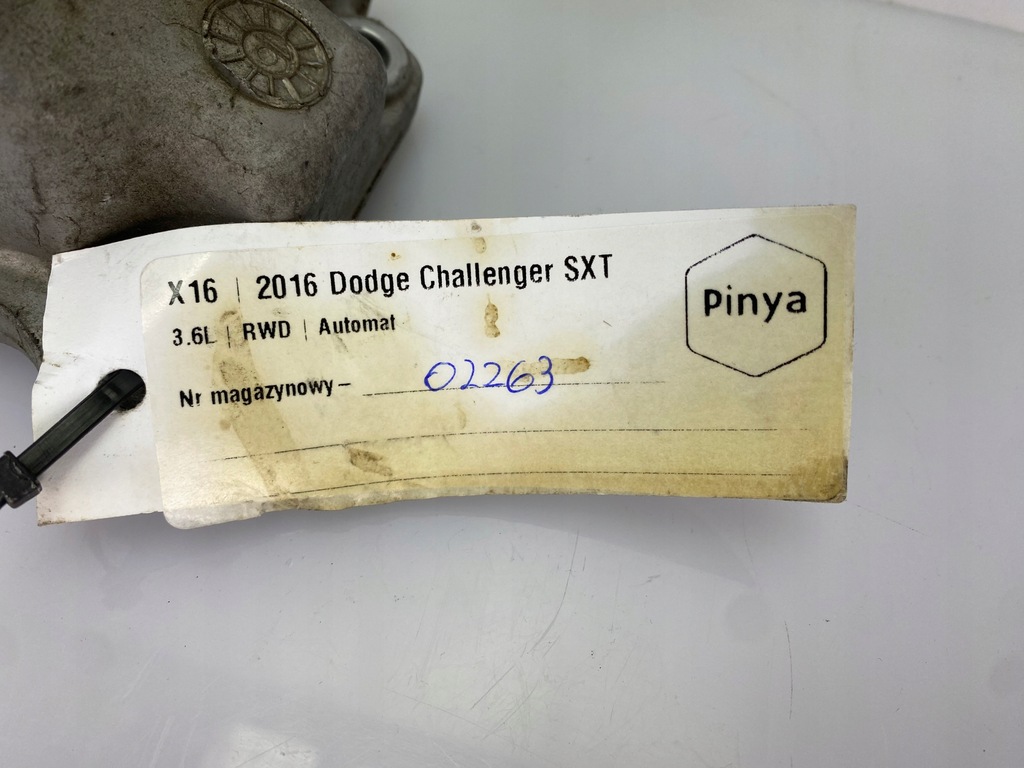 X16 | 2016 Dodge Challenger SXT
3.6L | RWD | Automat
Nr magazynowy – 02263
Pinya